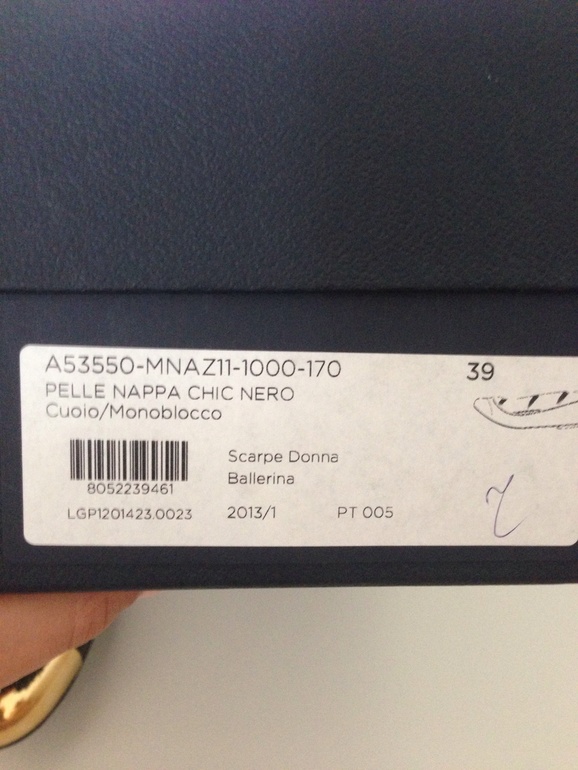 A53550-MNAZ11-1000-170
39
PELLE NAPPA CHIC NERO
Cuoio/Monoblocco
Scarpe Donna
Ballerina
8052239461
LGP1201423.0023
2013/1
PT 005